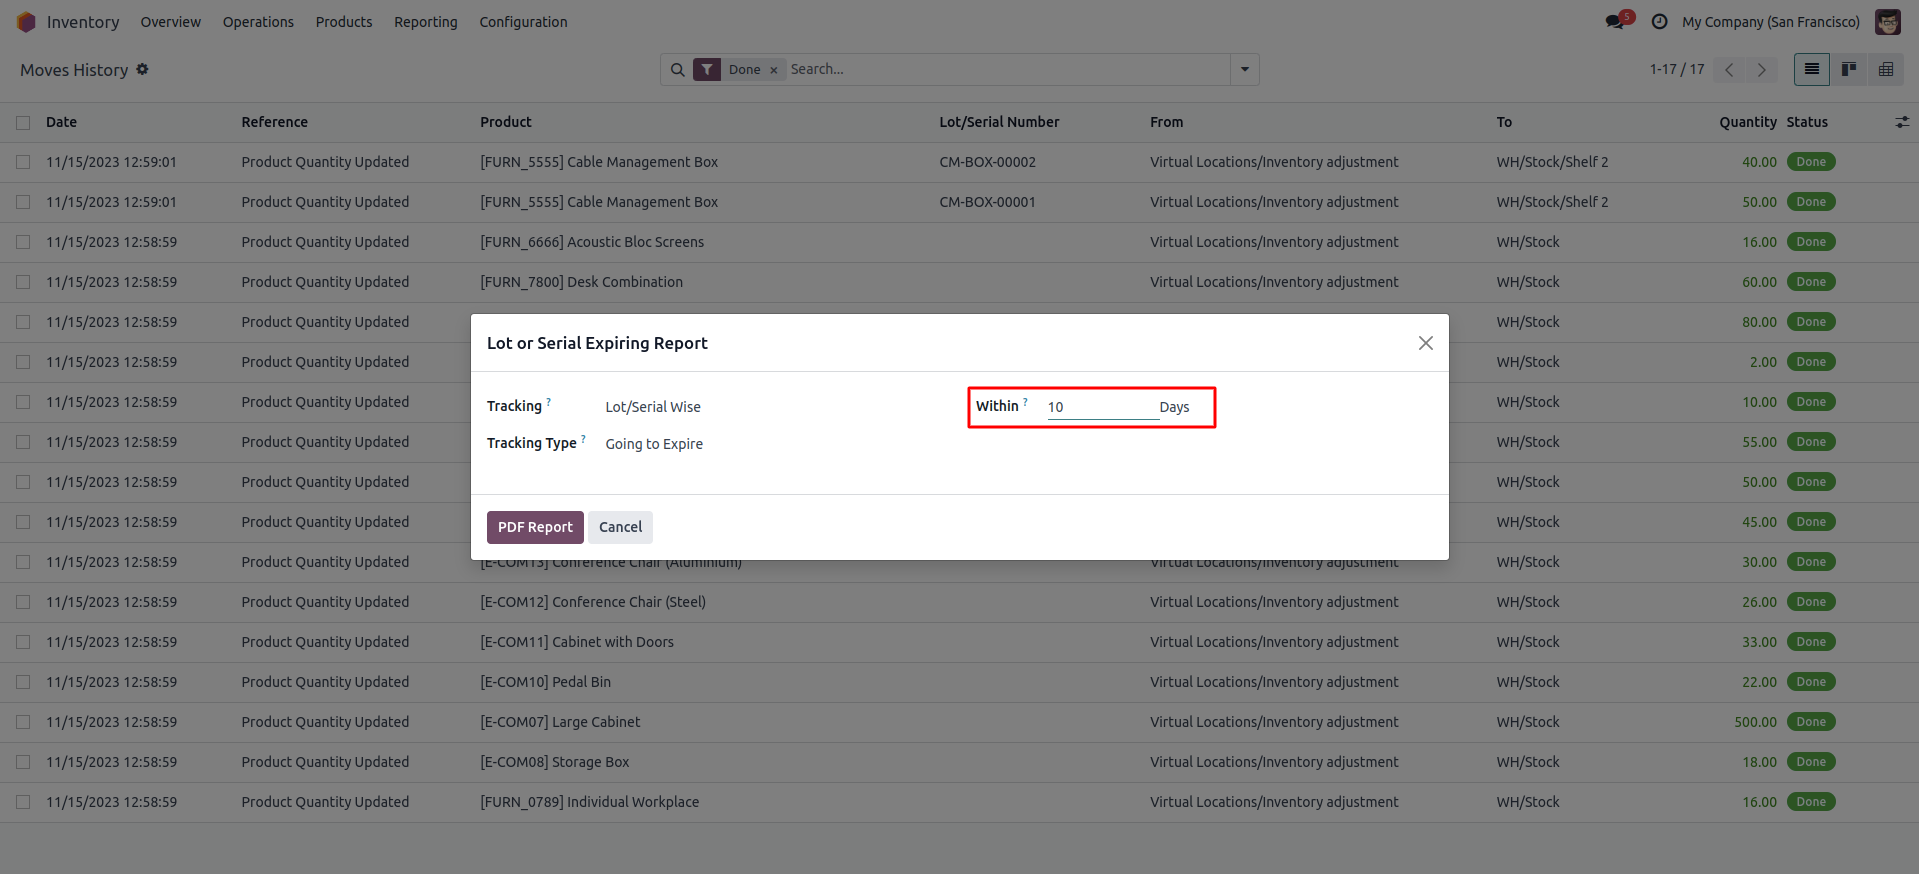 Inventory Overview Operations Products Reporting Configuration 5 My Company (San Francisco)
Moves History Done × Search... 1-17 / 17
Date Reference Product Lot/Serial Number From To Quantity Status
11/15/2023 12:59:01 Product Quantity Updated [FURN_5555] Cable Management Box CM-BOX-00002 Virtual Locations/Inventory adjustment WH/Stock/Shelf 2 40.00 Done
11/15/2023 12:59:01 Product Quantity Updated [FURN_5555] Cable Management Box CM-BOX-00001 Virtual Locations/Inventory adjustment WH/Stock/Shelf 2 50.00 Done
11/15/2023 12:58:59 Product Quantity Updated [FURN_6666] Acoustic Bloc Screens Virtual Locations/Inventory adjustment WH/Stock 16.00 Done
11/15/2023 12:58:59 Product Quantity Updated [FURN_7800] Desk Combination Virtual Locations/Inventory adjustment WH/Stock 60.00 Done
11/15/2023 12:58:59 Product Quantity Updated WH/Stock 80.00 Done
Lot or Serial Expiring Report
11/15/2023 12:58:59 Product Quantity Updated WH/Stock 2.00 Done
11/15/2023 12:58:59 Product Quantity Updated WH/Stock 10.00 Done
Tracking ? Lot/Serial Wise Within ? 10 Days
11/15/2023 12:58:59 Product Quantity Updated WH/Stock 55.00 Done
Tracking Type ? Going to Expire
11/15/2023 12:58:59 Product Quantity Updated WH/Stock 50.00 Done
11/15/2023 12:58:59 Product Quantity Updated WH/Stock 45.00 Done
PDF Report Cancel
11/15/2023 12:58:59 Product Quantity Updated [E-COM13] Conference Chair (Aluminium) Virtual Locations/Inventory adjustment WH/Stock 30.00 Done
11/15/2023 12:58:59 Product Quantity Updated [E-COM12] Conference Chair (Steel) Virtual Locations/Inventory adjustment WH/Stock 26.00 Done
11/15/2023 12:58:59 Product Quantity Updated [E-COM11] Cabinet with Doors Virtual Locations/Inventory adjustment WH/Stock 33.00 Done
11/15/2023 12:58:59 Product Quantity Updated [E-COM10] Pedal Bin Virtual Locations/Inventory adjustment WH/Stock 22.00 Done
11/15/2023 12:58:59 Product Quantity Updated [E-COM07] Large Cabinet Virtual Locations/Inventory adjustment WH/Stock 500.00 Done
11/15/2023 12:58:59 Product Quantity Updated [E-COM08] Storage Box Virtual Locations/Inventory adjustment WH/Stock 18.00 Done
11/15/2023 12:58:59 Product Quantity Updated [FURN_0789] Individual Workplace Virtual Locations/Inventory adjustment WH/Stock 16.00 Done